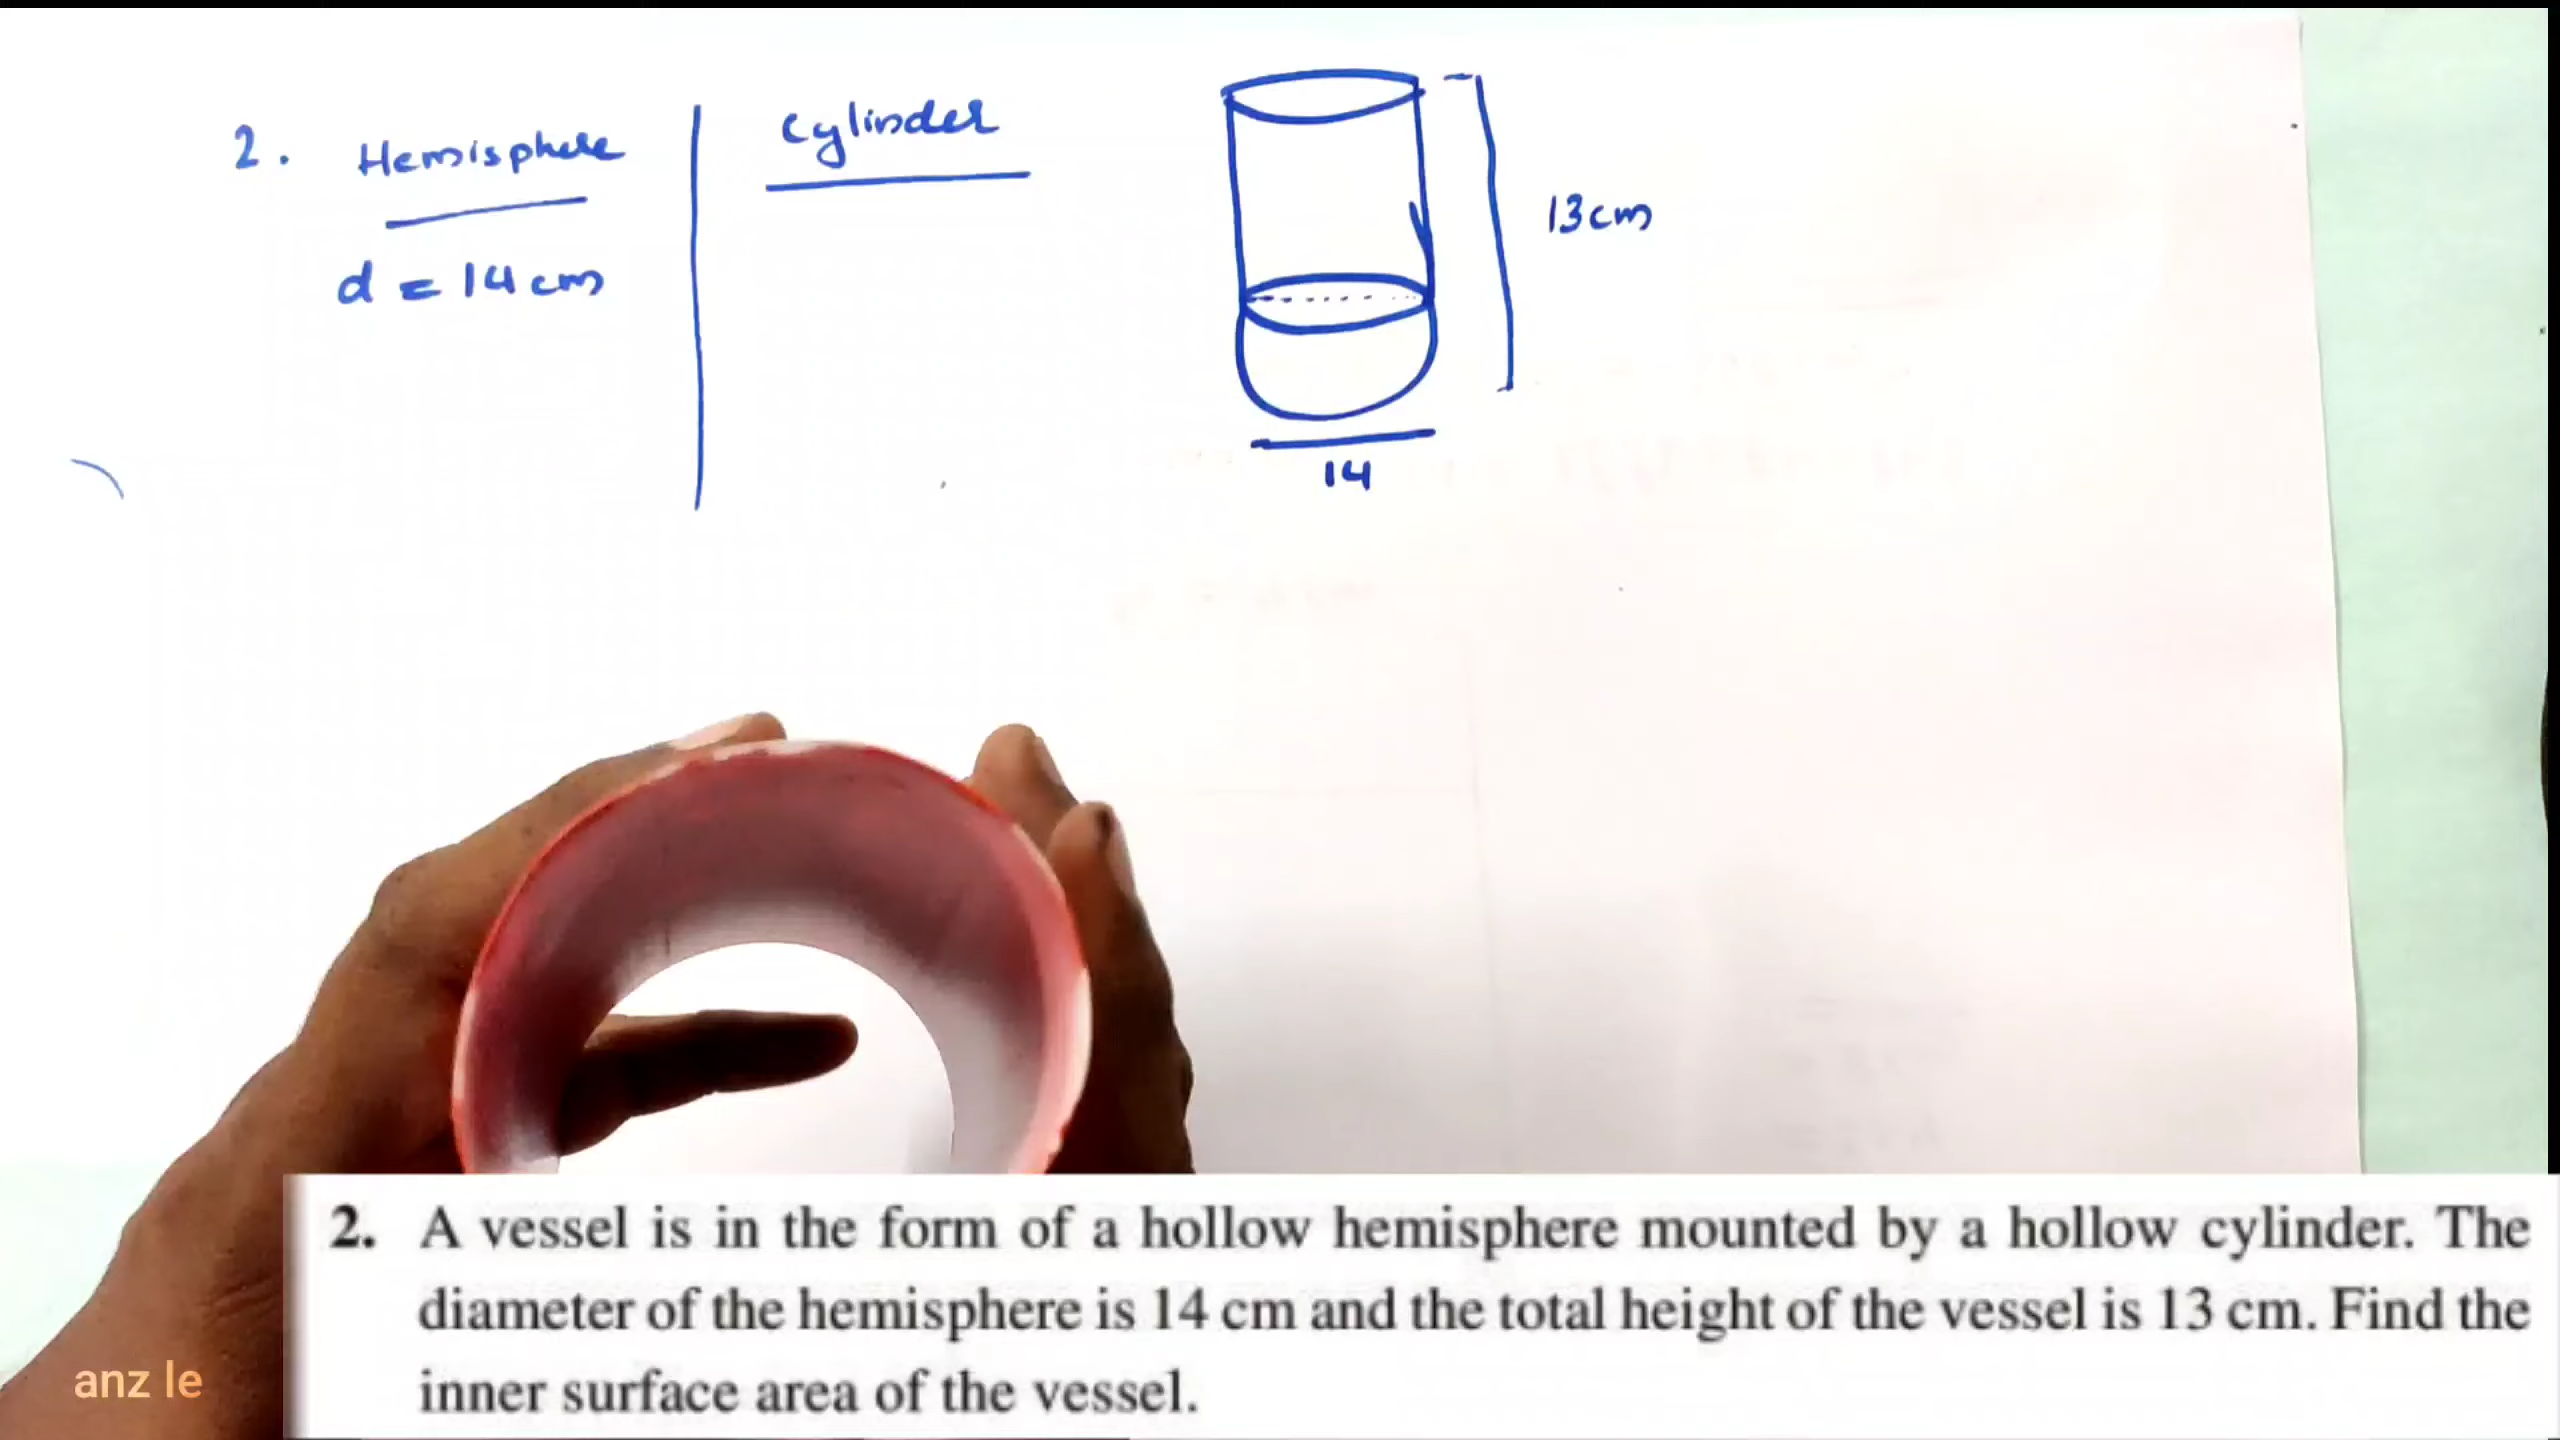 2. Hemisphere
cylinder
d = 14 cm
13cm
14
2. A vessel is in the form of a hollow hemisphere mounted by a hollow cylinder. The
diameter of the hemisphere is 14 cm and the total height of the vessel is 13 cm. Find the
inner surface area of the vessel.
anz le